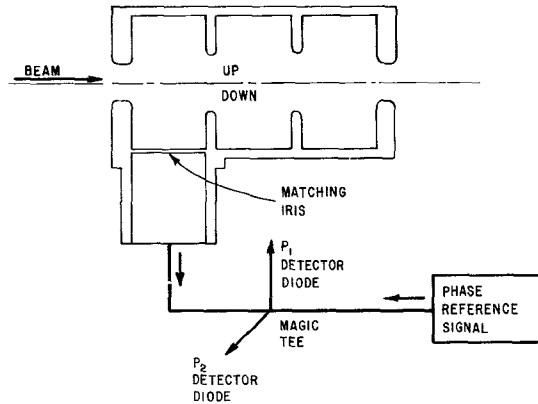 BEAM
UP
DOWN
MATCHING
IRIS
P1
DETECTOR
DIODE
PHASE
REFERENCE
SIGNAL
MAGIC
TEE
P2
DETECTOR
DIODE